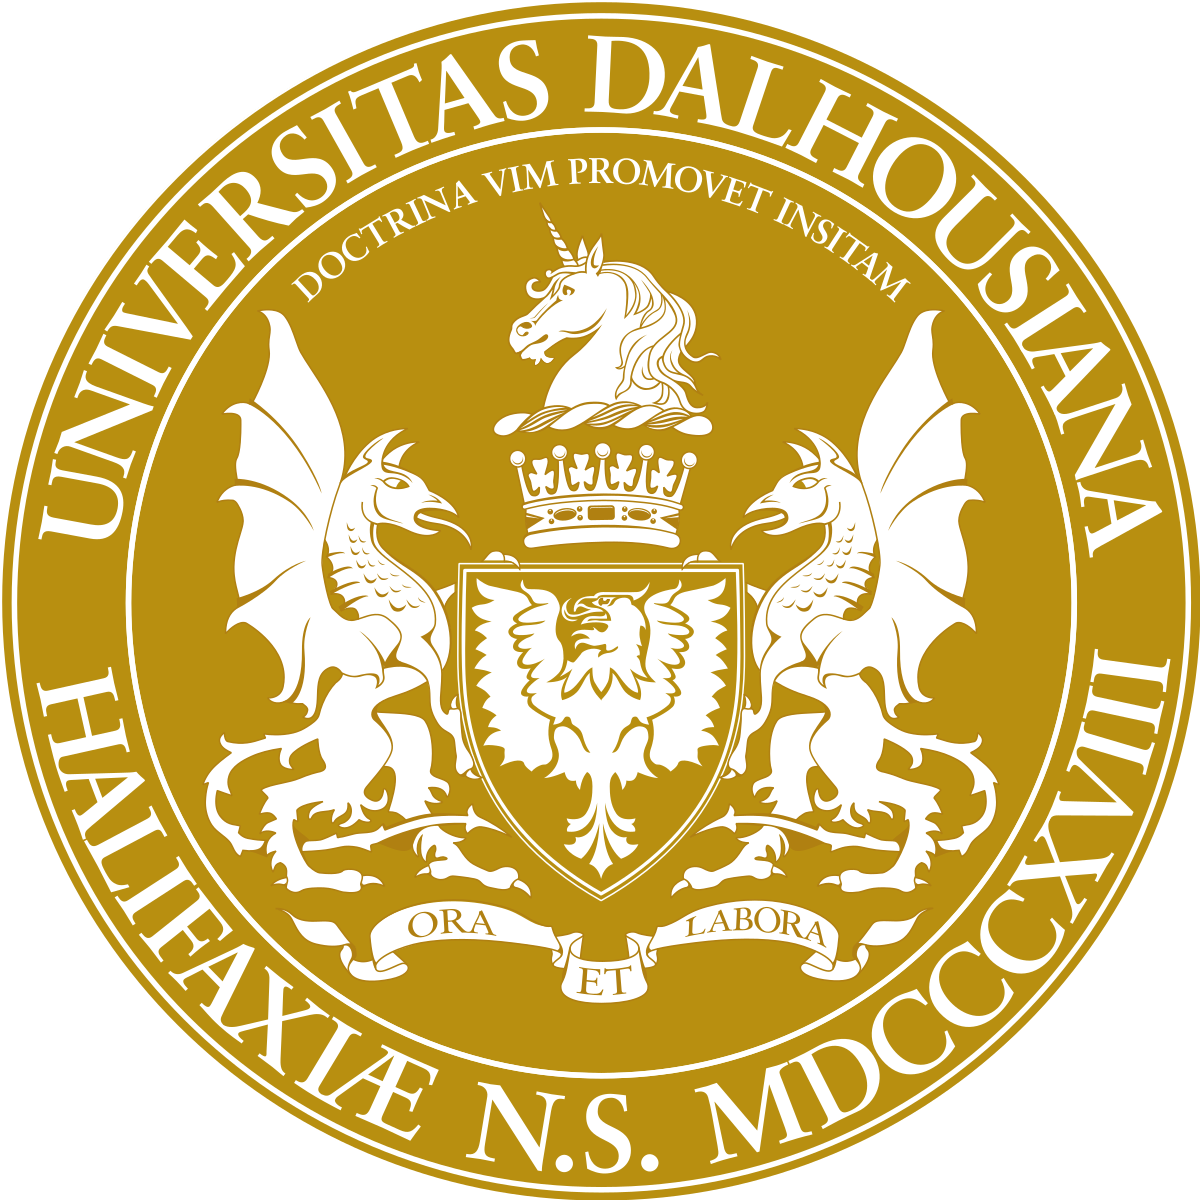 UNIVERSITAS DALHOUSIANA
DOCTRINA VIM PROMOVET INSITAM
ORA
ET
LABORA
HALIFAXIÆ N.S. MDCCCXVIII